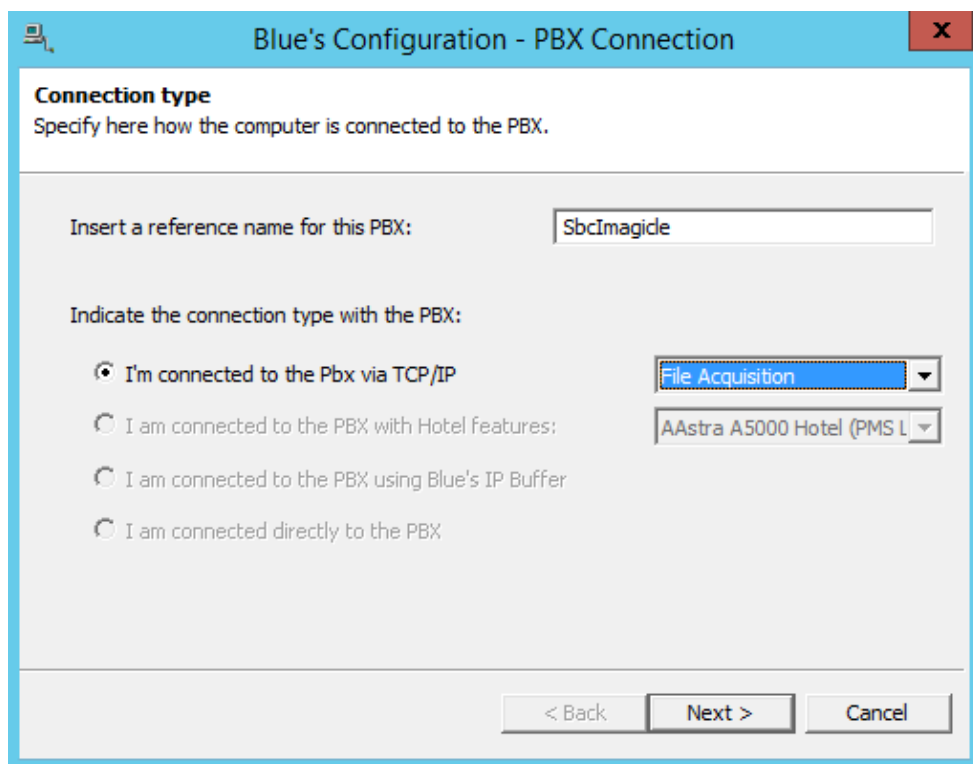 Blue's Configuration - PBX Connection
x
Connection type
Specify here how the computer is connected to the PBX.
Insert a reference name for this PBX: SbcImagicle
Indicate the connection type with the PBX:
I'm connected to the Pbx via TCP/IP File Acquisition
I am connected to the PBX with Hotel features: AAstra A5000 Hotel (PMS L
I am connected to the PBX using Blue's IP Buffer
I am connected directly to the PBX
< Back Next > Cancel